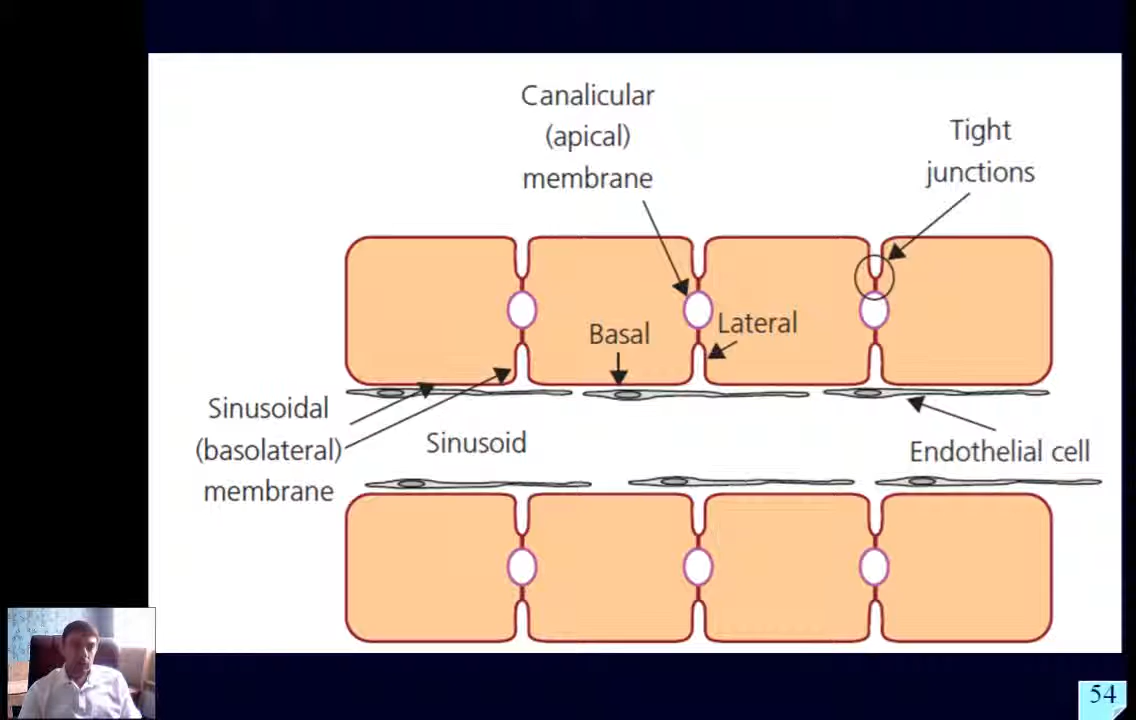 Canalicular
(apical)
membrane
Tight
junctions
Basal
Lateral
Sinusoidal
(basolateral)
membrane
Sinusoid
Endothelial cell
54